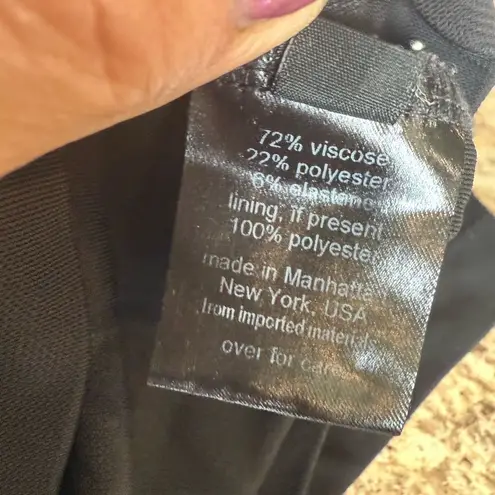 72% viscose
22% polyester
6% elastane
lining, if present
100% polyester
made in Manhattan
New York, USA
from imported materials
over for care